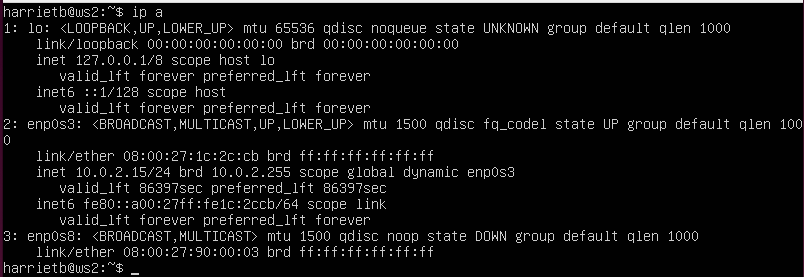 harrietb@ws2:~$ ip a
1: lo: <LOOPBACK,UP,LOWER_UP> mtu 65536 qdisc noqueue state UNKNOWN group default qlen 1000
    link/loopback 00:00:00:00:00:00 brd 00:00:00:00:00:00
    inet 127.0.0.1/8 scope host lo
       valid_lft forever preferred_lft forever
    inet6 ::1/128 scope host
       valid_lft forever preferred_lft forever
2: enp0s3: <BROADCAST,MULTICAST,UP,LOWER_UP> mtu 1500 qdisc fq_codel state UP group default qlen 100
0
    link/ether 08:00:27:1c:2c:cb brd ff:ff:ff:ff:ff:ff
    inet 10.0.2.15/24 brd 10.0.2.255 scope global dynamic enp0s3
       valid_lft 86397sec preferred_lft 86397sec
    inet6 fe80::a00:27ff:fe1c:2ccb/64 scope link
       valid_lft forever preferred_lft forever
3: enp0s8: <BROADCAST,MULTICAST> mtu 1500 qdisc noop state DOWN group default qlen 1000
    link/ether 08:00:27:90:00:03 brd ff:ff:ff:ff:ff:ff
harrietb@ws2:~$ _